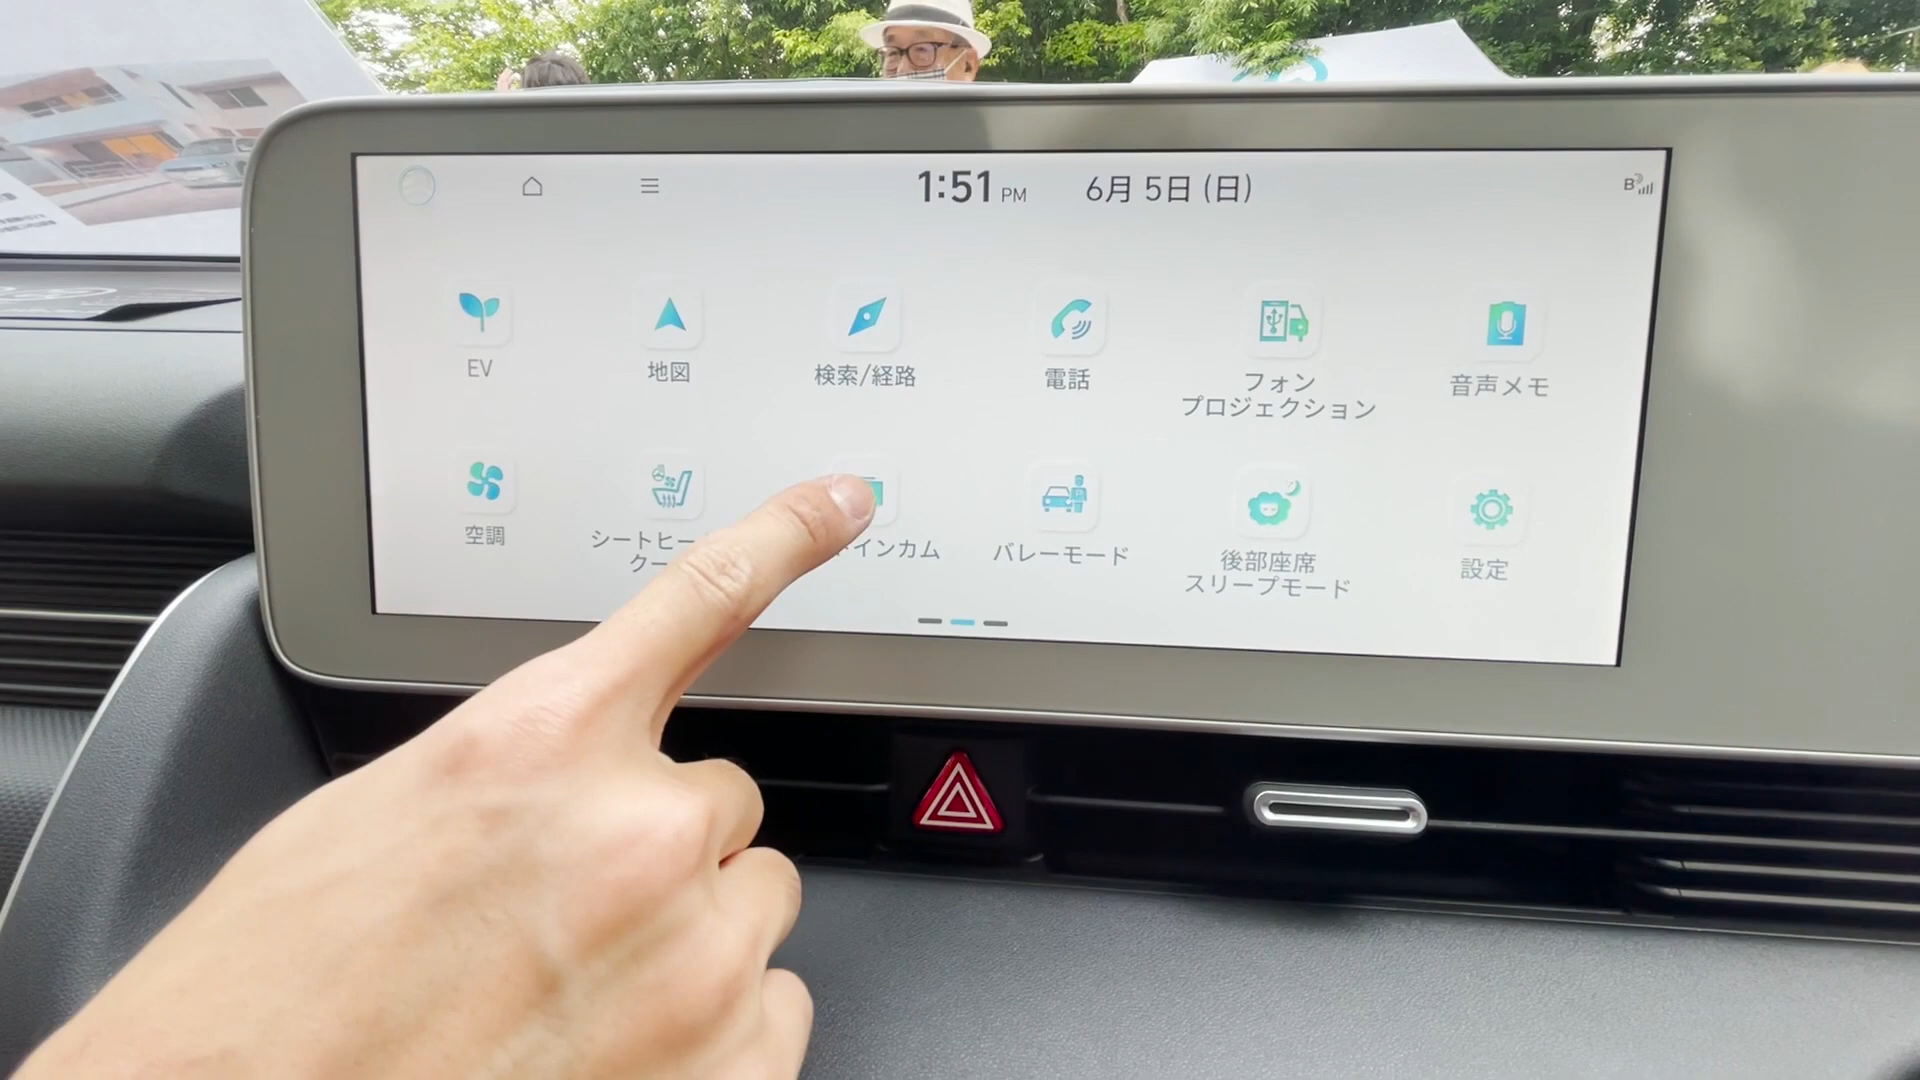 1:51 PM 6月 5日 (日)
EV
地図
検索/経路
電話
フォン
プロジェクション
音声メモ
空調
シートヒー
クー
インカム
バレーモード
後部座席
スリープモード
設定